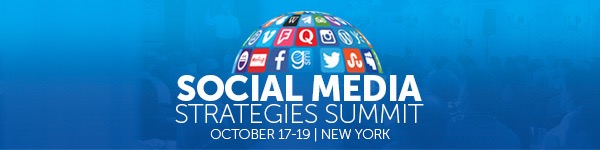 SOCIAL MEDIA
STRATEGIES SUMMIT
OCTOBER 17-19 | NEW YORK